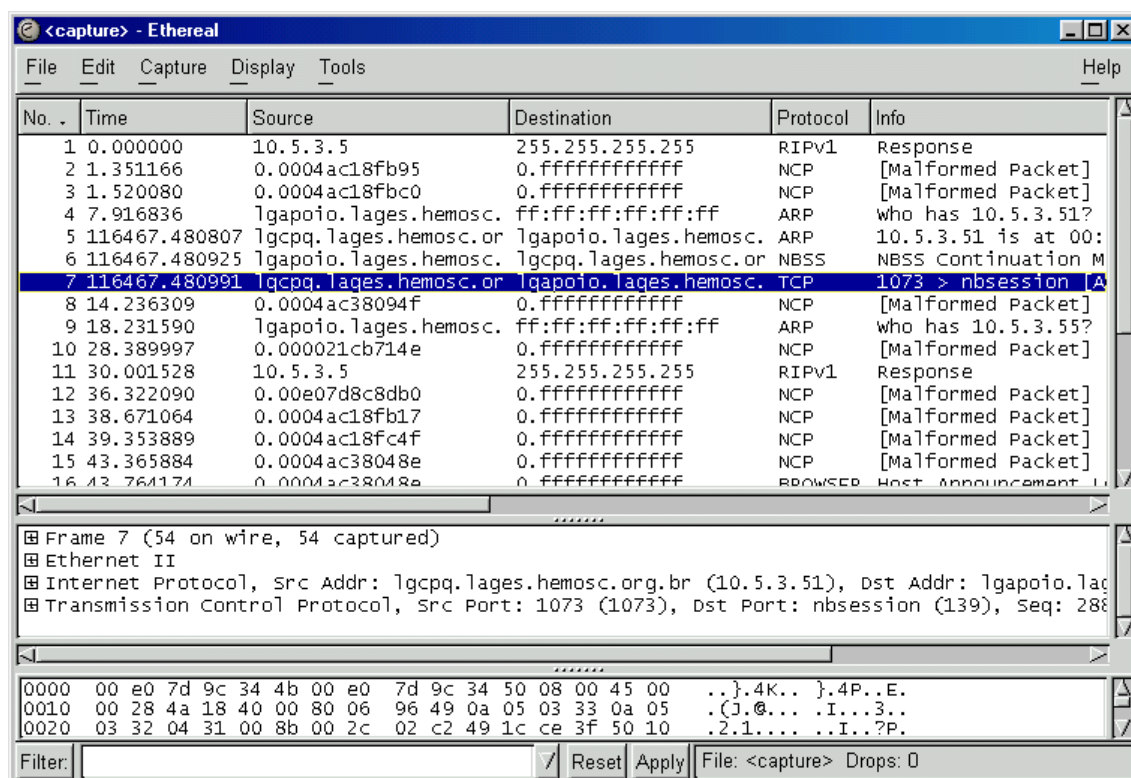 <capture> - Ethereal
File Edit Capture Display Tools Help
No. Time Source Destination Protocol Info
1 0.000000 10.5.3.5 255.255.255.255 RIPv1 Response
2 1.351166 0.0004ac18fb95 0.ffffffffffff NCP [Malformed Packet]
3 1.520080 0.0004ac18fbc0 0.ffffffffffff NCP [Malformed Packet]
4 7.916836 lgapoio.lages.hemosc. ff:ff:ff:ff:ff:ff ARP Who has 10.5.3.51?
5 116467.480807 lgcpq.lages.hemosc.or lgapoio.lages.hemosc. ARP 10.5.3.51 is at 00:
6 116467.480925 lgapoio.lages.hemosc. lgcpq.lages.hemosc.or NBSS NBSS Continuation M
7 116467.480991 lgcpq.lages.hemosc.or lgapoio.lages.hemosc. TCP 1073 > nbsession [A
8 14.236309 0.0004ac38094f 0.ffffffffffff NCP [Malformed Packet]
9 18.231590 lgapoio.lages.hemosc. ff:ff:ff:ff:ff:ff ARP Who has 10.5.3.55?
10 28.389997 0.000021cb714e 0.ffffffffffff NCP [Malformed Packet]
11 30.001528 10.5.3.5 255.255.255.255 RIPv1 Response
12 36.322090 0.00e07d8c8db0 0.ffffffffffff NCP [Malformed Packet]
13 38.671064 0.0004ac18fb17 0.ffffffffffff NCP [Malformed Packet]
14 39.353889 0.0004ac18fc4f 0.ffffffffffff NCP [Malformed Packet]
15 43.365884 0.0004ac38048e 0.ffffffffffff NCP [Malformed Packet]
16 43.764174 0.0004ac38048e 0.ffffffffffff BROWSER Host Announcement
Frame 7 (54 on wire, 54 captured)
Ethernet II
Internet Protocol, Src Addr: lgcpq.lages.hemosc.org.br (10.5.3.51), Dst Addr: lgapoio.lag
Transmission Control Protocol, Src Port: 1073 (1073), Dst Port: nbsession (139), Seq: 288
0000 00 e0 7d 9c 34 4b 00 e0 7d 9c 34 50 08 00 45 00 ..}.4K.. }.4P..E.
0010 00 28 4a 18 40 00 80 06 96 49 0a 05 03 33 0a 05 .(J.@... .I...3..
0020 03 32 04 31 00 8b 00 2c 02 c2 49 1c ce 3f 50 10 .2.1...., ..I..?P.
Filter: Reset Apply File: <capture> Drops: 0